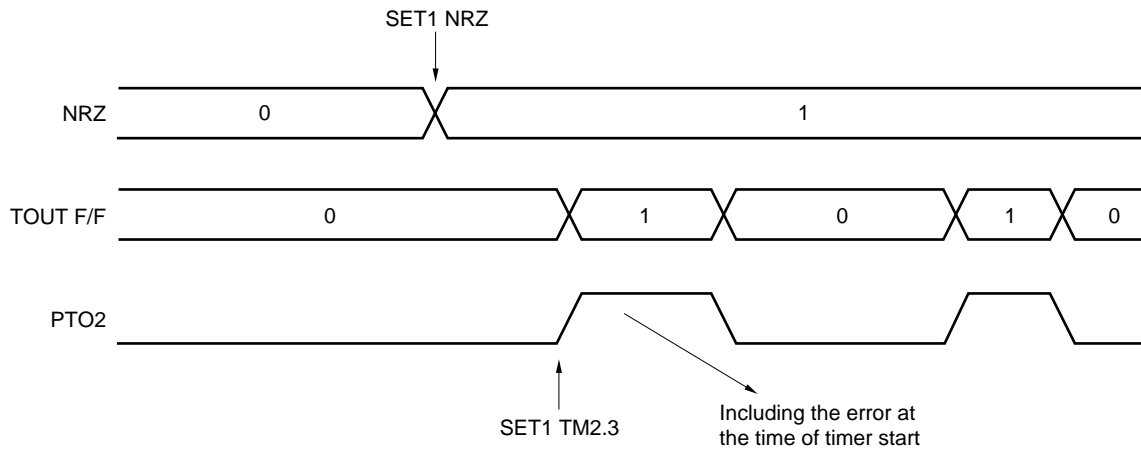 SET1 NRZ
NRZ
0
1
TOUT F/F
0
1
0
1
0
PTO2
SET1 TM2.3
Including the error at
the time of timer start